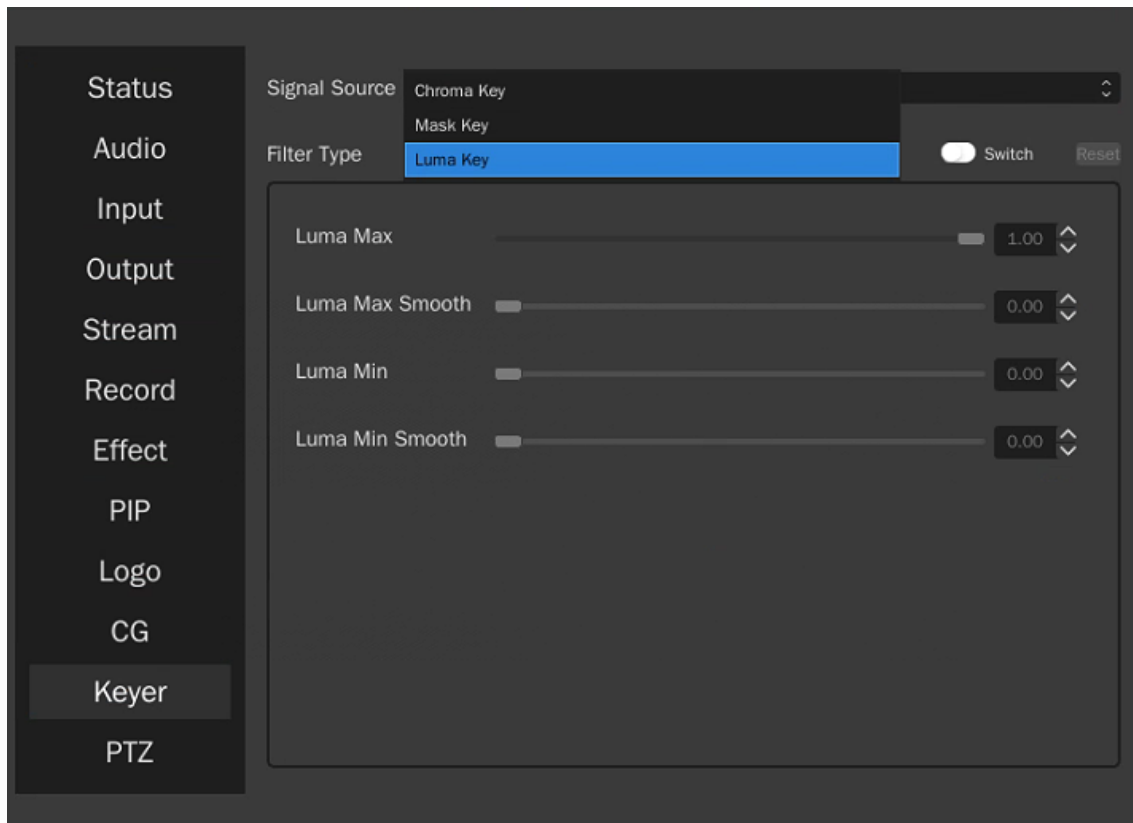 Status
Audio
Input
Output
Stream
Record
Effect
PIP
Logo
CG
Keyer
PTZ
Signal Source
Chroma Key
Mask Key
Filter Type
Luma Key
Switch
Reset
Luma Max
1.00
Luma Max Smooth
0.00
Luma Min
0.00
Luma Min Smooth
0.00